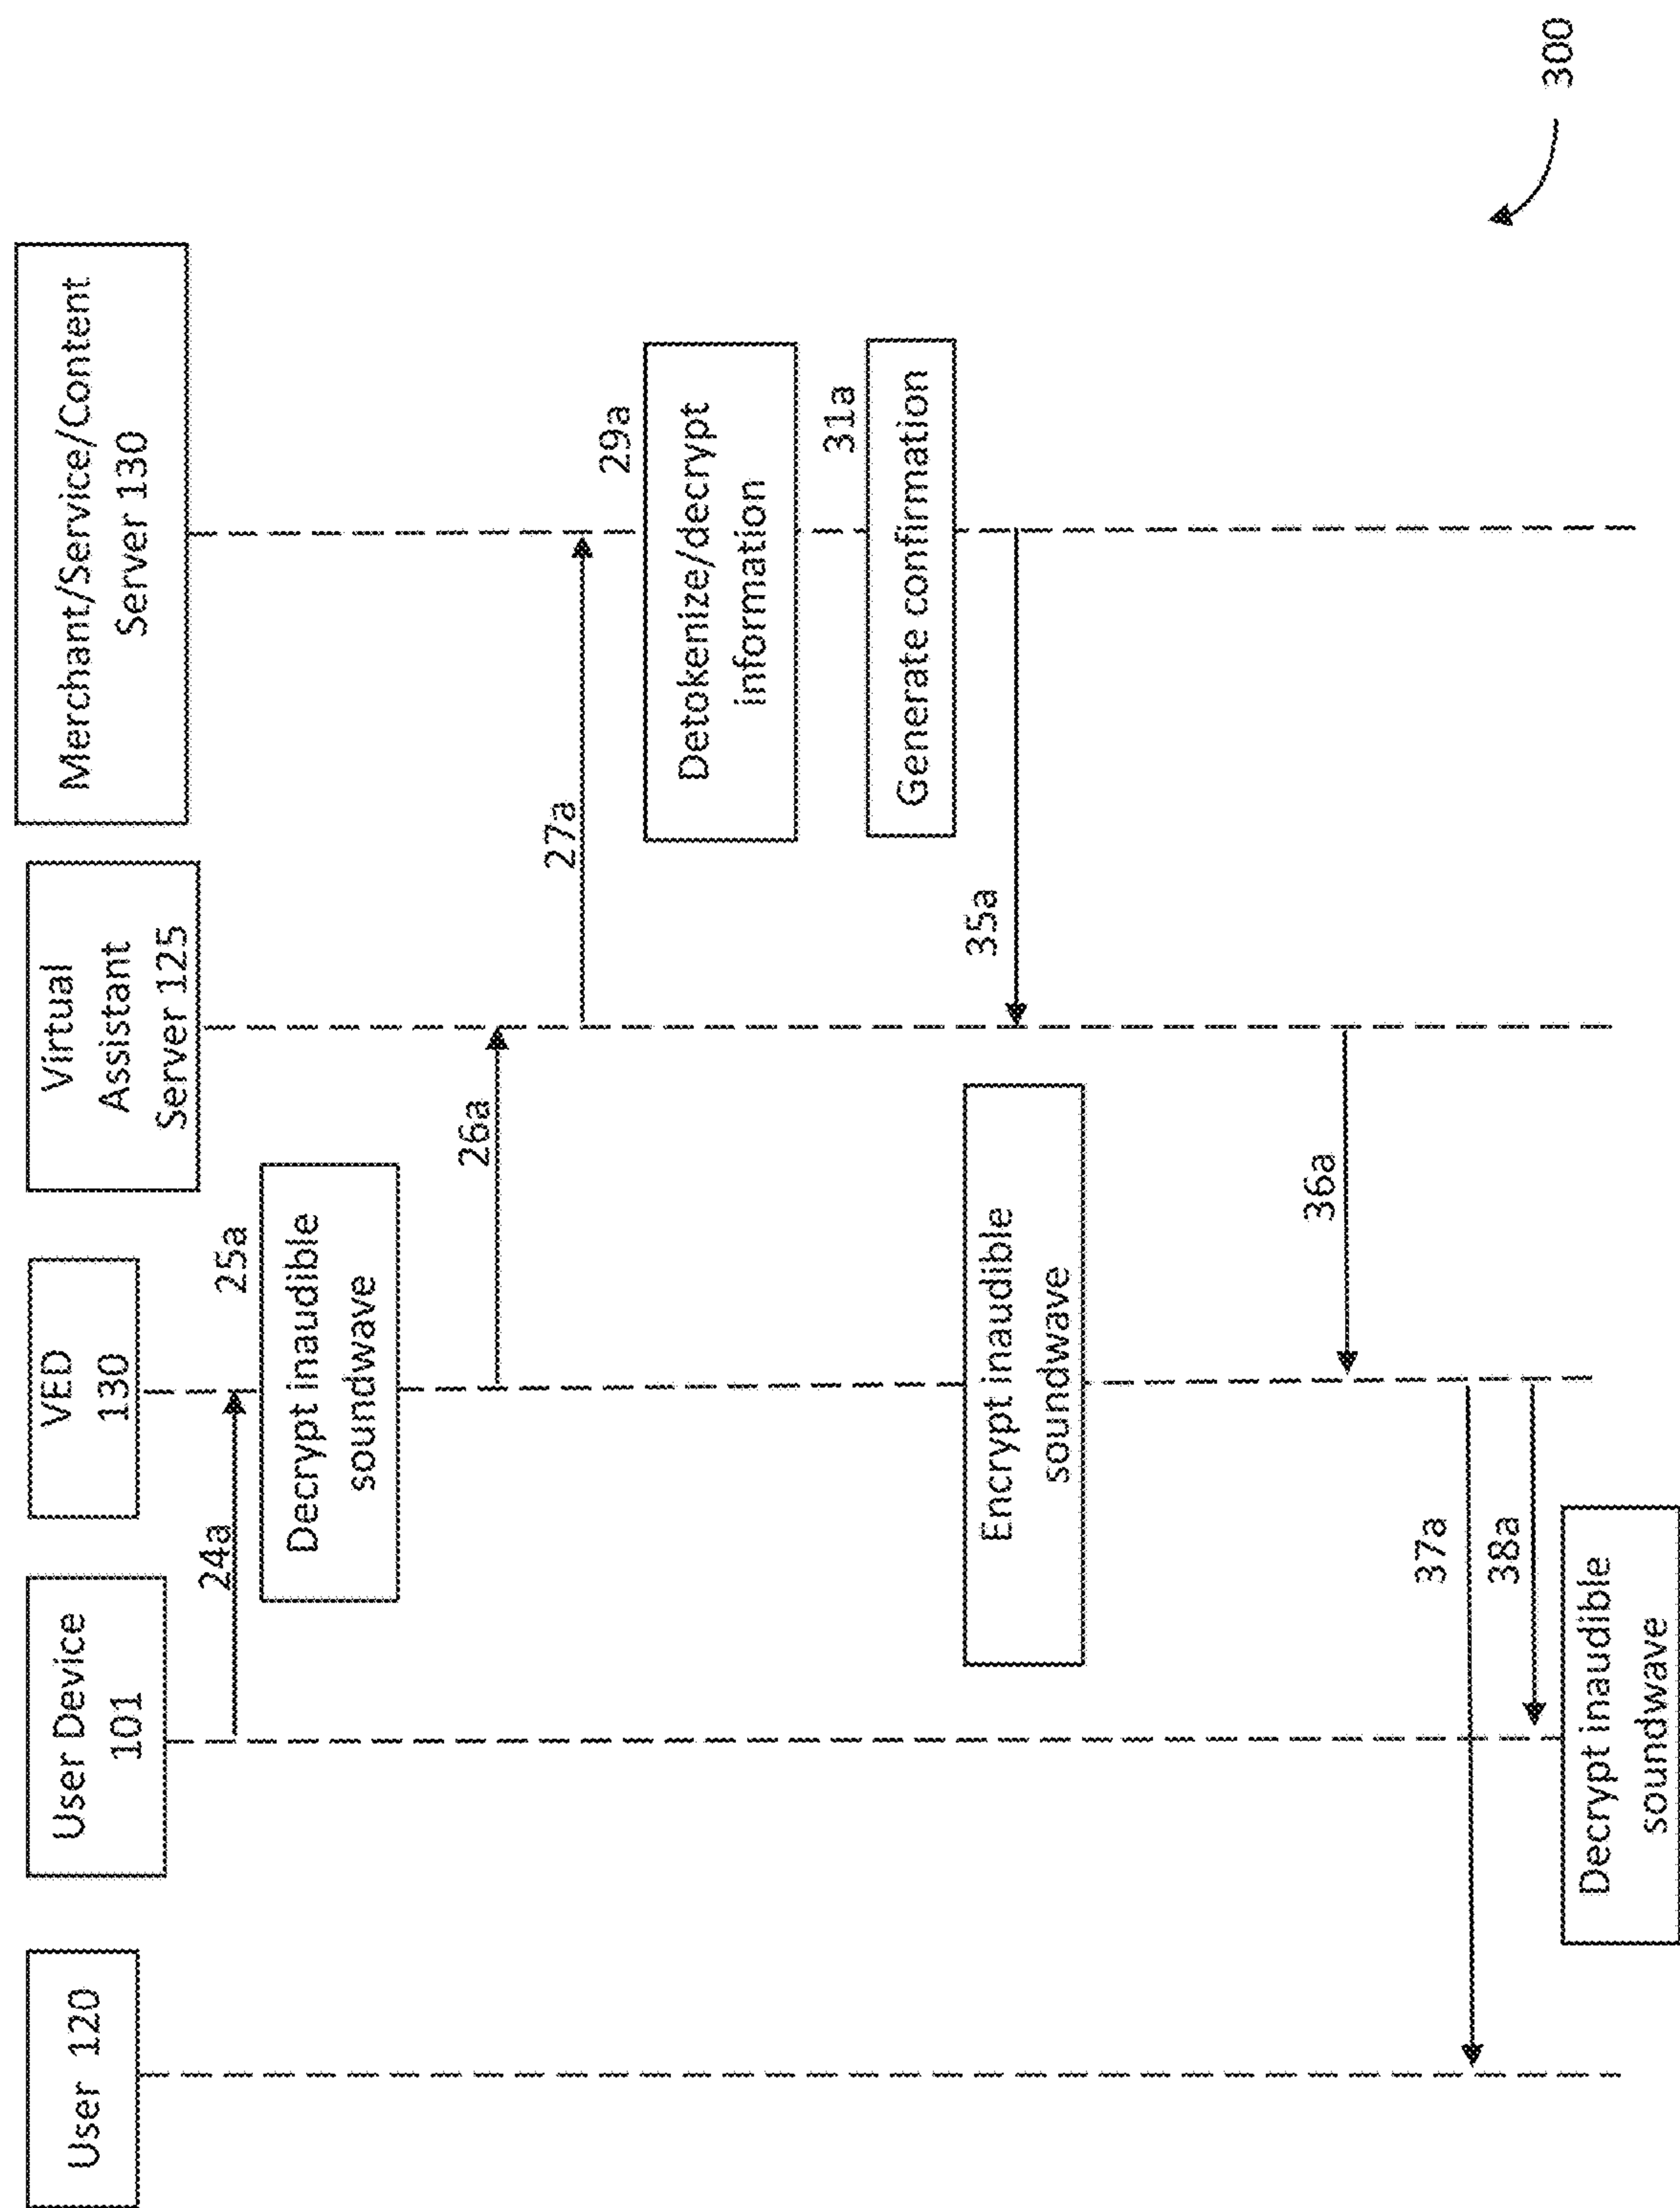 User 120
User Device
101
VED
130
Virtual
Assistant
Server 125
Merchant/Service/Content
Server 130
24a
25a
Decrypt inaudible
soundwave
26a
27a
29a
Detokenize/decrypt
information
31a
Generate confirmation
35a
Encrypt inaudible
soundwave
36a
37a
38a
Decrypt inaudible
soundwave
300